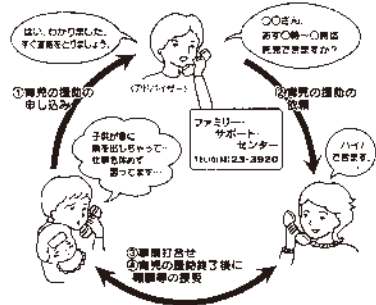 はい、わかりました。
すぐ連絡をとりましょう。
○○さん、
あす○時~○時
できますか?
(アドバイザー)
①育児の援助の
申し込み
②育児の援助の
依頼
ファミリー・
サポート・
センター
23-3920
子供が急に
熱を出しちゃって…
仕事を休めず
困ってます…
ハイ!
できます。
③事前打合せ
④育児の援助終了後に
報酬等の授受